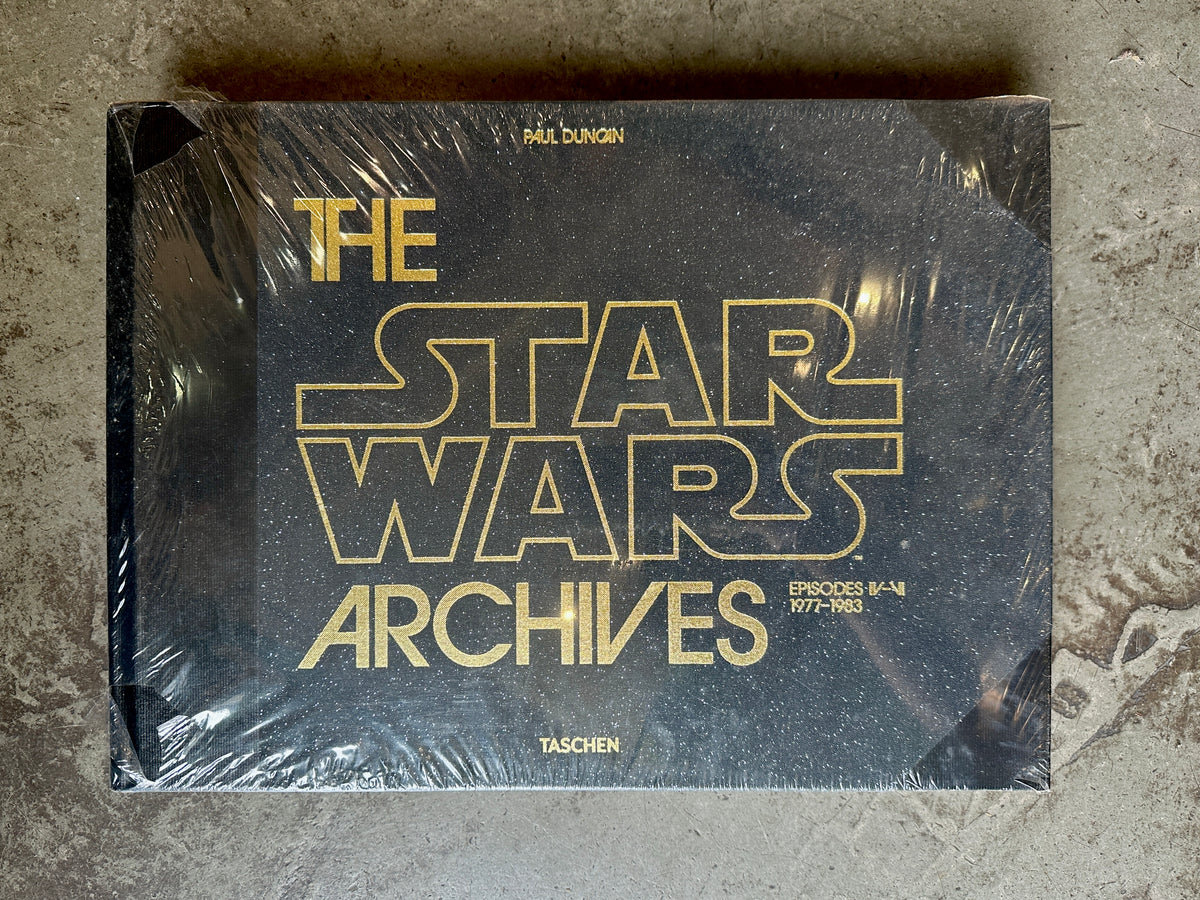 PAUL DUNCAN
THE
STAR
WARS
ARCHIVES
EPISODES IV–VI
1977–1983
TASCHEN